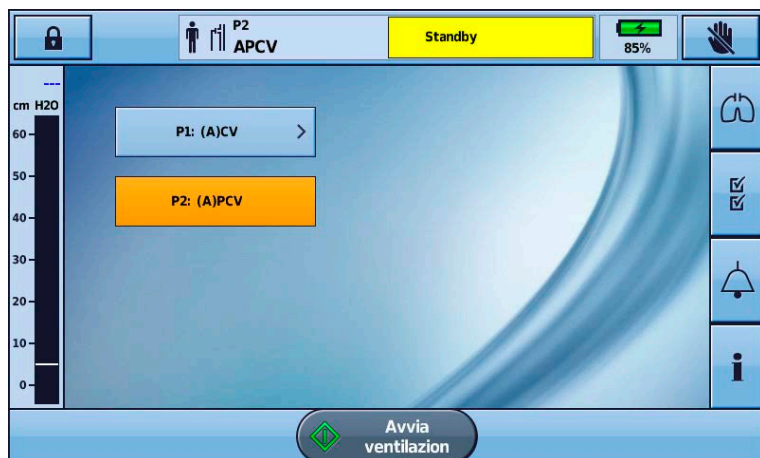 P2
APCV
Standby
85%
---
cm H2O
60
50
40
30
20
10
0
P1: (A)CV
P2: (A)PCV
Avvia
ventilazion